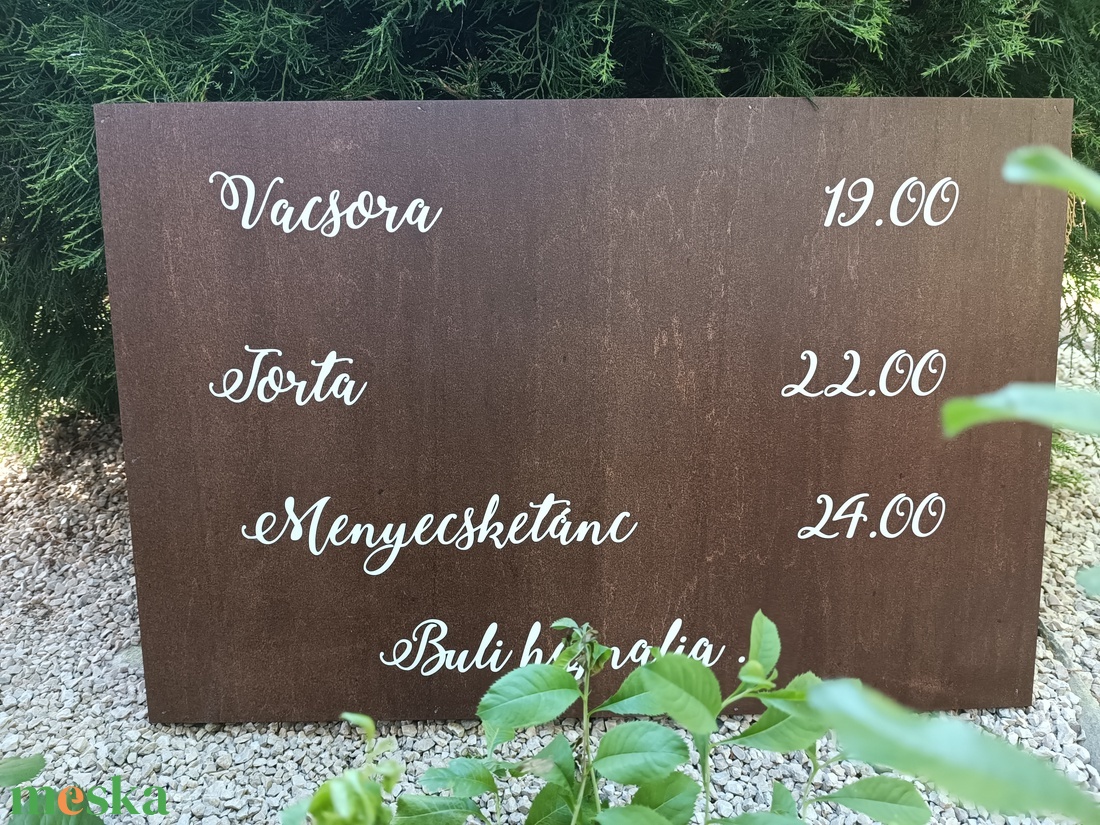 Vacsora 19.00
Torta 22.00
Menyecsketánc 24.00
Buli
meska